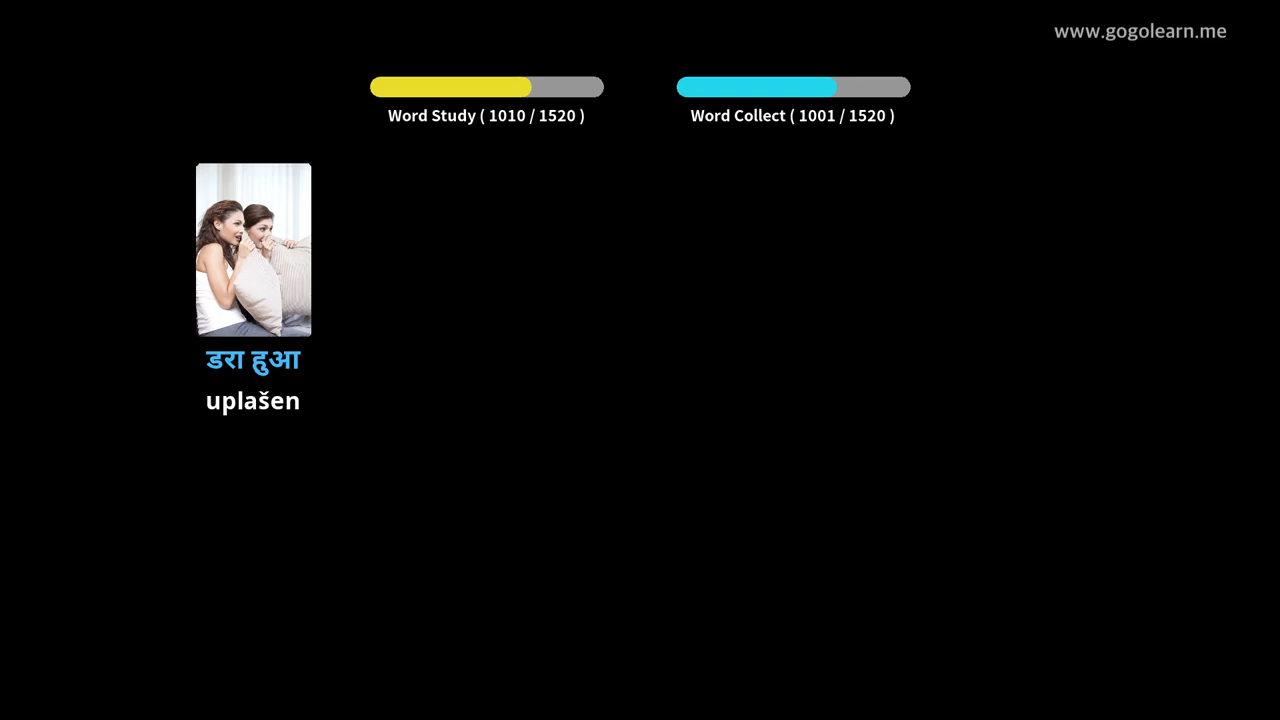 www.gogolearn.me
Word Study ( 1010 / 1520 )
Word Collect ( 1001 / 1520 )
डरा हुआ
uplašen